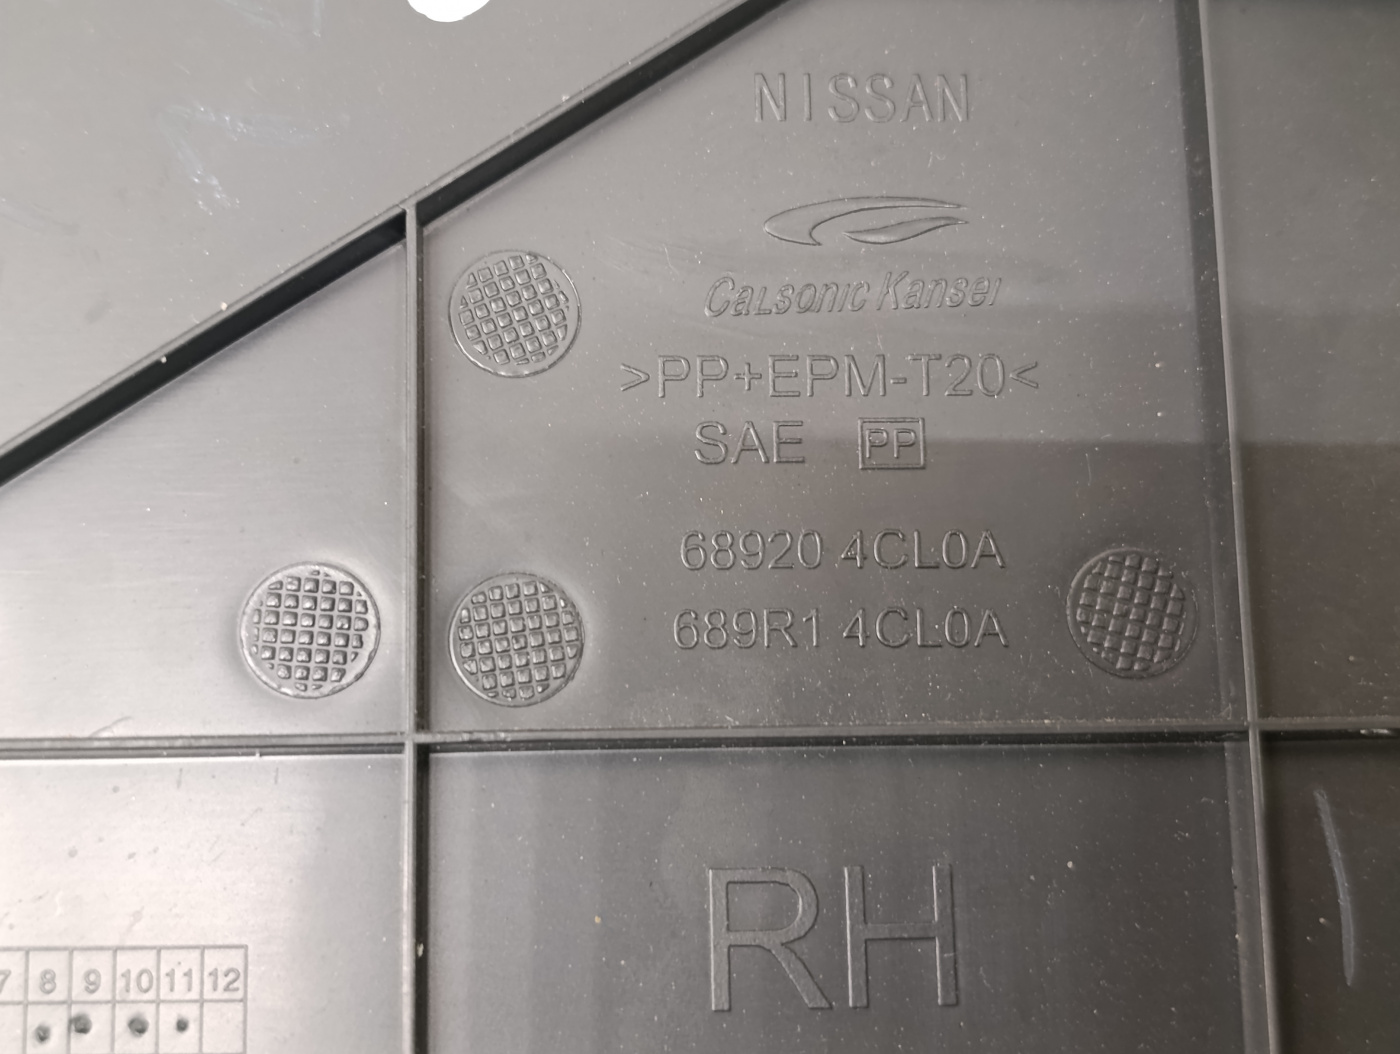 NISSAN
Calsonic Kansei
>PP+EPM-T20<
SAE PP
68920 4CL0A
689R1 4CL0A
RH
7 8 9 10 11 12